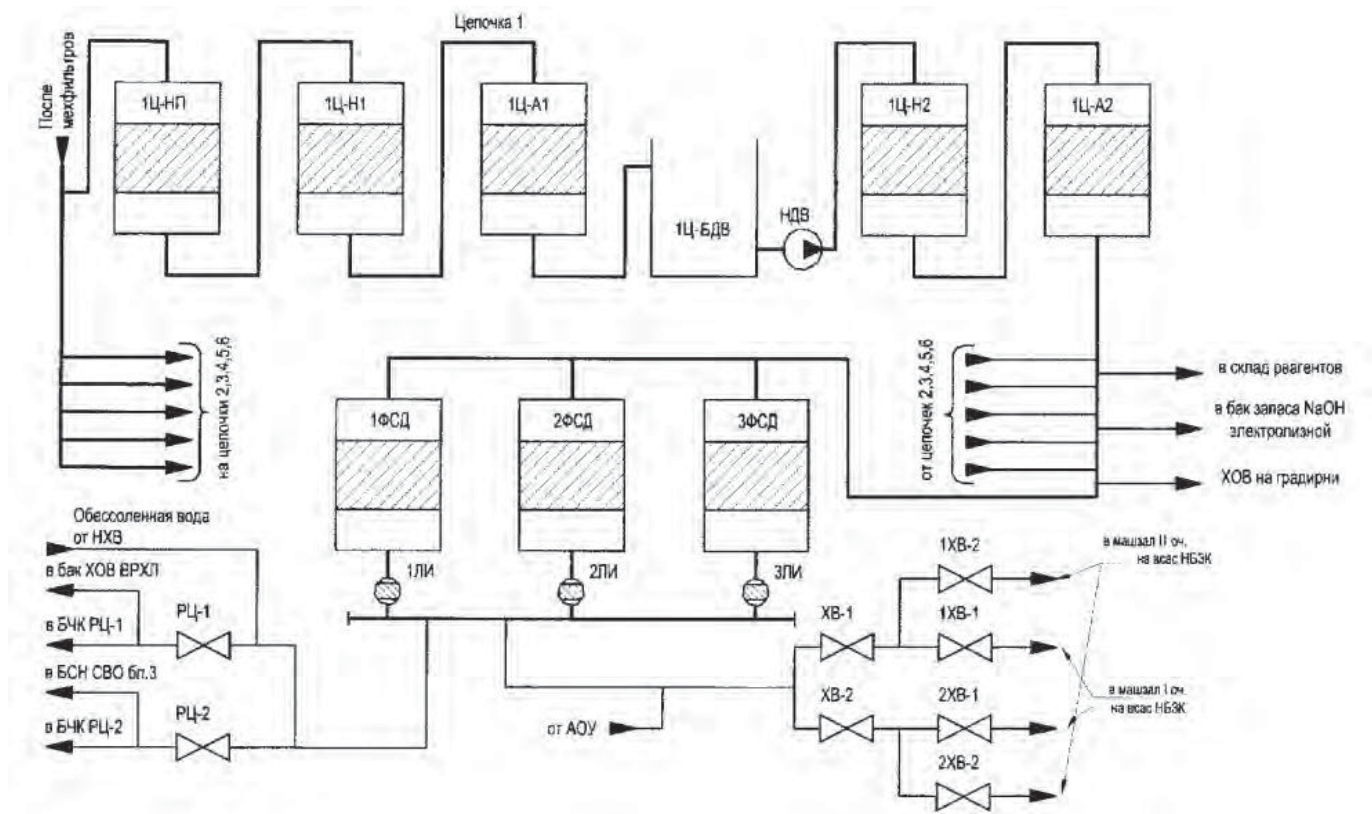 Цепочка 1
После
мехфильтров
1Ц-НП
1Ц-Н1
1Ц-А1
1Ц-БДВ
НДВ
1Ц-Н2
1Ц-А2
на цепочки 2,3,4,5,6
от цепочек 2,3,4,5,6
в склад реагентов
в бак запаса NaOH
электролизной
ХОВ на градирни
1ФСД
2ФСД
3ФСД
1ЛИ
2ЛИ
3ЛИ
Обессоленная вода
от НХВ
в бак ХОВ ВРХЛ
в БЧК РЦ-1
РЦ-1
в БСН СВО бл.3
в БЧК РЦ-2
РЦ-2
от АОУ
ХВ-1
ХВ-2
1ХВ-2
1ХВ-1
2ХВ-1
2ХВ-2
в машзал II оч.
на всас НБЗК
в машзал I оч.
на всас НБЗК